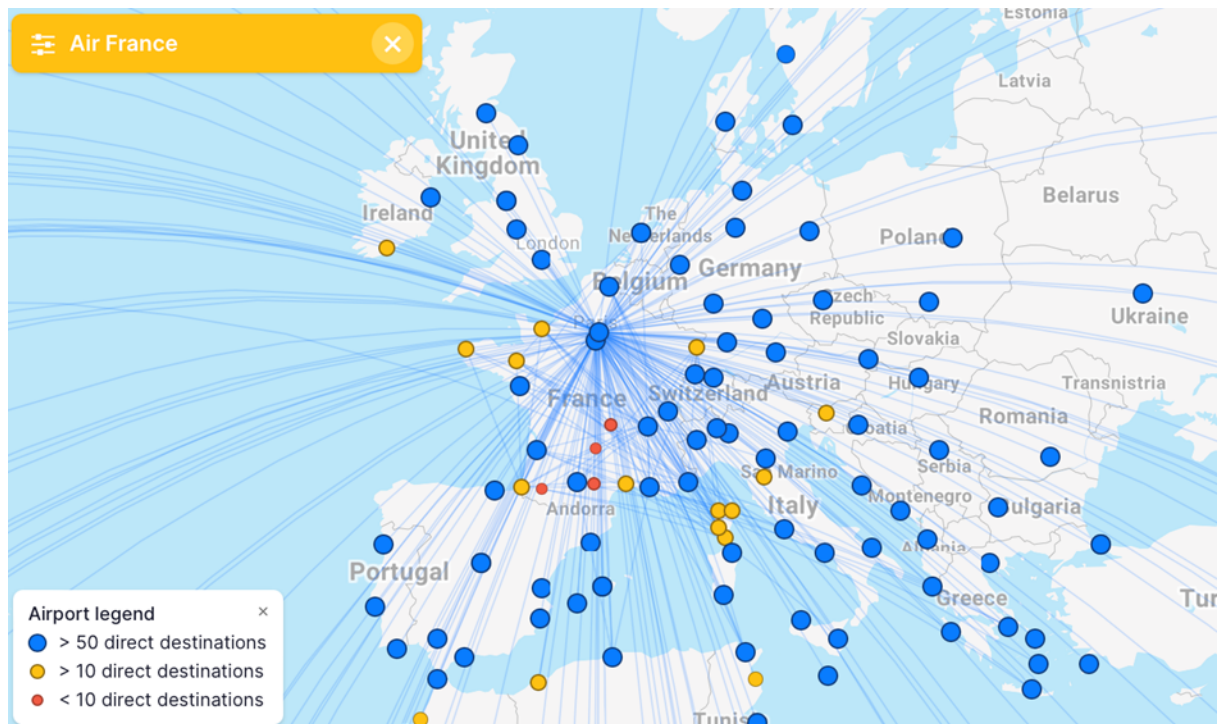 Air France
Estonia
Latvia
United
Kingdom
Belarus
Ireland
The
Netherlands
London
Poland
Germany
Belgium
Czech
Republic
Ukraine
Paris
Slovakia
Austria
Hungary
Transnistria
Switzerland
France
Romania
Croatia
San Marino
Serbia
Montenegro
Italy
Bulgaria
Andorra
Albania
Portugal
Greece
Tur
Tunis
Airport legend
> 50 direct destinations
> 10 direct destinations
< 10 direct destinations